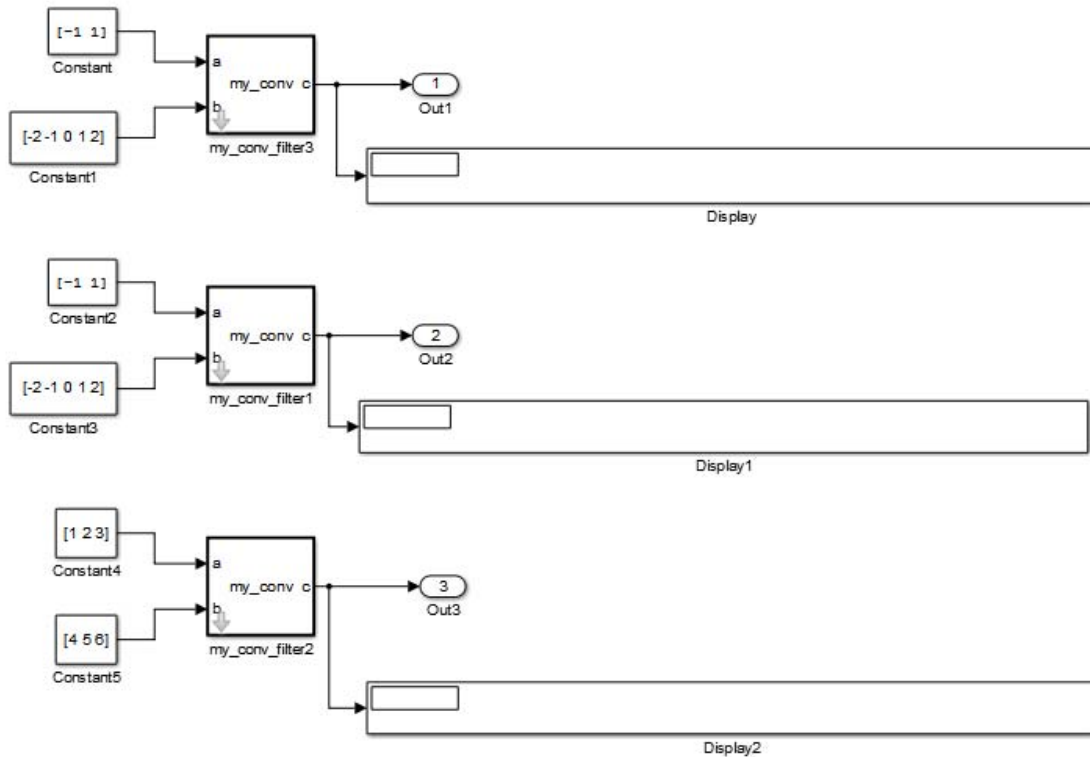 [-1 1]
Constant
[-2 -1 0 1 2]
Constant1
a
b
my_conv c
my_conv_filter3
1
Out1
Display
[-1 1]
Constant2
[-2 -1 0 1 2]
Constant3
a
b
my_conv c
my_conv_filter1
2
Out2
Display1
[1 2 3]
Constant4
[4 5 6]
Constant5
a
b
my_conv c
my_conv_filter2
3
Out3
Display2